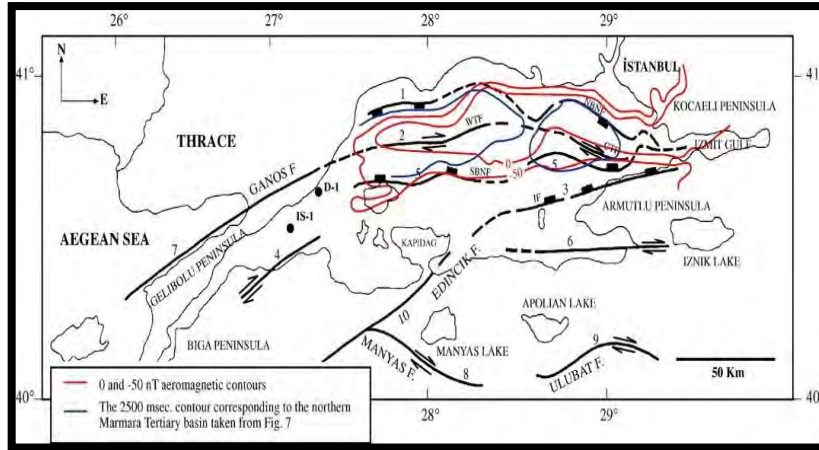 26°
27°
28°
29°
41°
41
N
E
İSTANBUL
KOCAELI PENINSULA
THRACE
1
NBNF
WTF
2
CTF
IZMIT GULF
0
-50
GANOS F.
5
SBNF
5
D-1
IF
3
ARMUTLU PENINSULA
IS-1
AEGEAN SEA
KAPIDAG
7
GELIBOLU PENINSULA
4
EDINCIK F.
6
IZNIK LAKE
10
APOLIAN LAKE
BIGA PENINSULA
MANYAS F.
MANYAS LAKE
9
ULUBAT F.
8
50 Km
0 and -50 nT aeromagnetic contours
The 2500 msec. contour corresponding to the northern
Marmara Tertiary basin taken from Fig. 7
40°
40
28°
29°